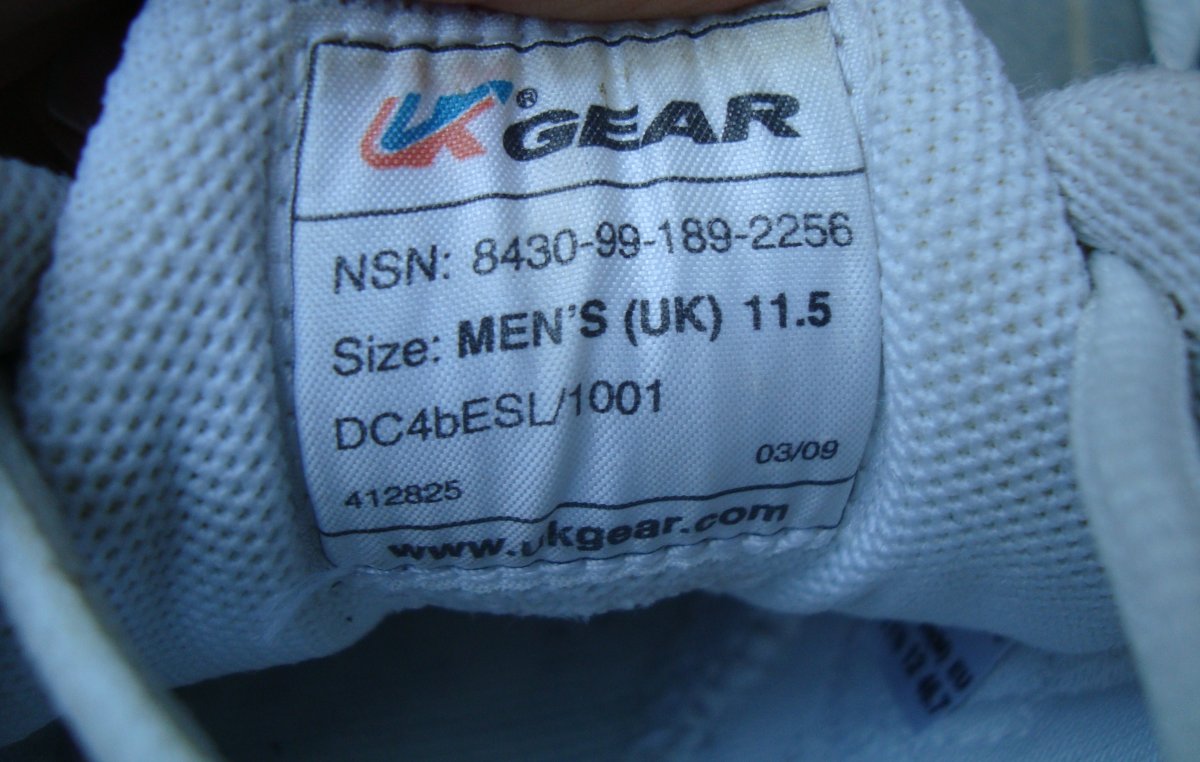 UK® GEAR
NSN: 8430-99-189-2256
Size: MEN'S (UK) 11.5
DC4bESL/1001
03/09
412825
www.ukgear.com